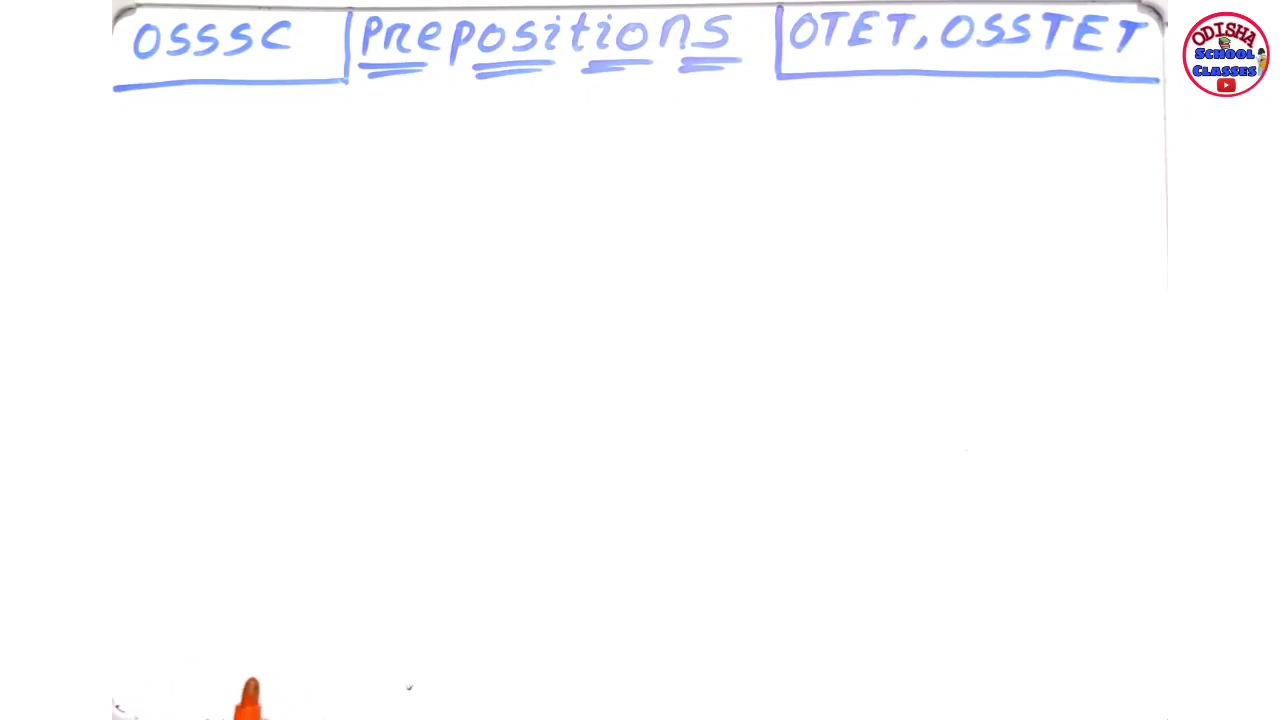 OSSSC
Prepositions
OTET, OSSTET
ODISHA
SCHOOL
CLASSES